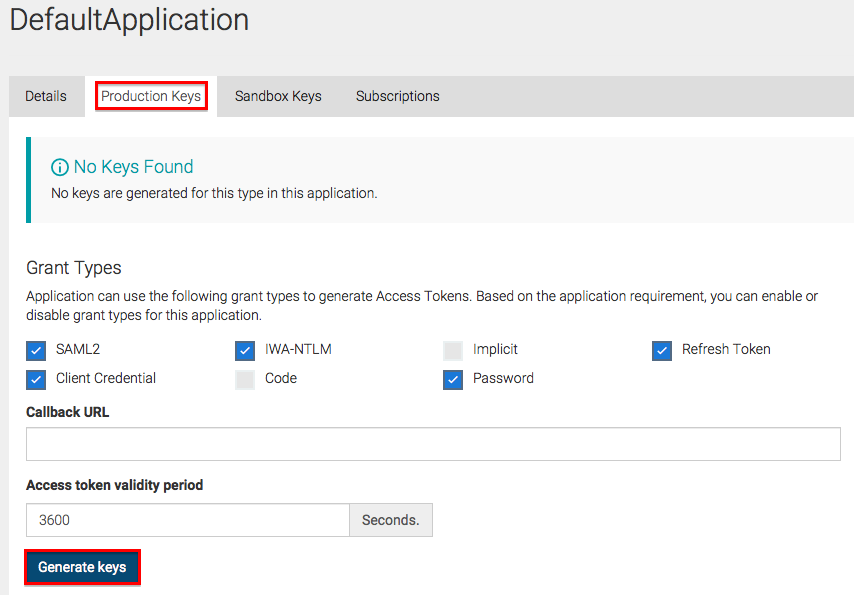 DefaultApplication
Details Production Keys Sandbox Keys Subscriptions
No Keys Found
No keys are generated for this type in this application.
Grant Types
Application can use the following grant types to generate Access Tokens. Based on the application requirement, you can enable or
disable grant types for this application.
SAML2 IWA-NTLM Implicit Refresh Token
Client Credential Code Password
Callback URL
Access token validity period
3600 Seconds.
Generate keys